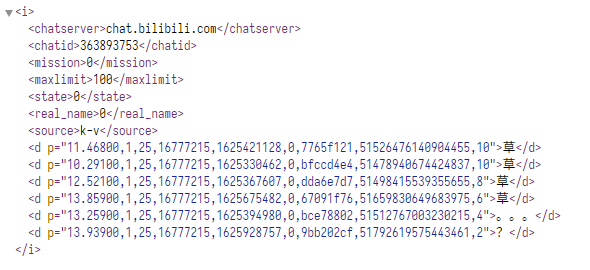 <i>
<chatserver>chat.bilibili.com</chatserver>
<chatid>363893753</chatid>
<mission>0</mission>
<maxlimit>100</maxlimit>
<state>0</state>
<real_name>0</real_name>
<source>k-v</source>
<d p="11.46800,1,25,16777215,1625421128,0,7765f121,51526476140904455,10">草</d>
<d p="10.29100,1,25,16777215,1625330462,0,bfccd4e4,51478940674424837,10">草</d>
<d p="12.52100,1,25,16777215,1625367607,0,dda6e7d7,51498415539355655,8">草</d>
<d p="13.85900,1,25,16777215,1625675482,0,67091f76,51659830649683975,6">草</d>
<d p="13.25900,1,25,16777215,1625394980,0,bce78802,51512767003230215,4">。。。</d>
<d p="13.93900,1,25,16777215,1625928757,0,9bb202cf,51792619575443461,2">？</d>
</i>